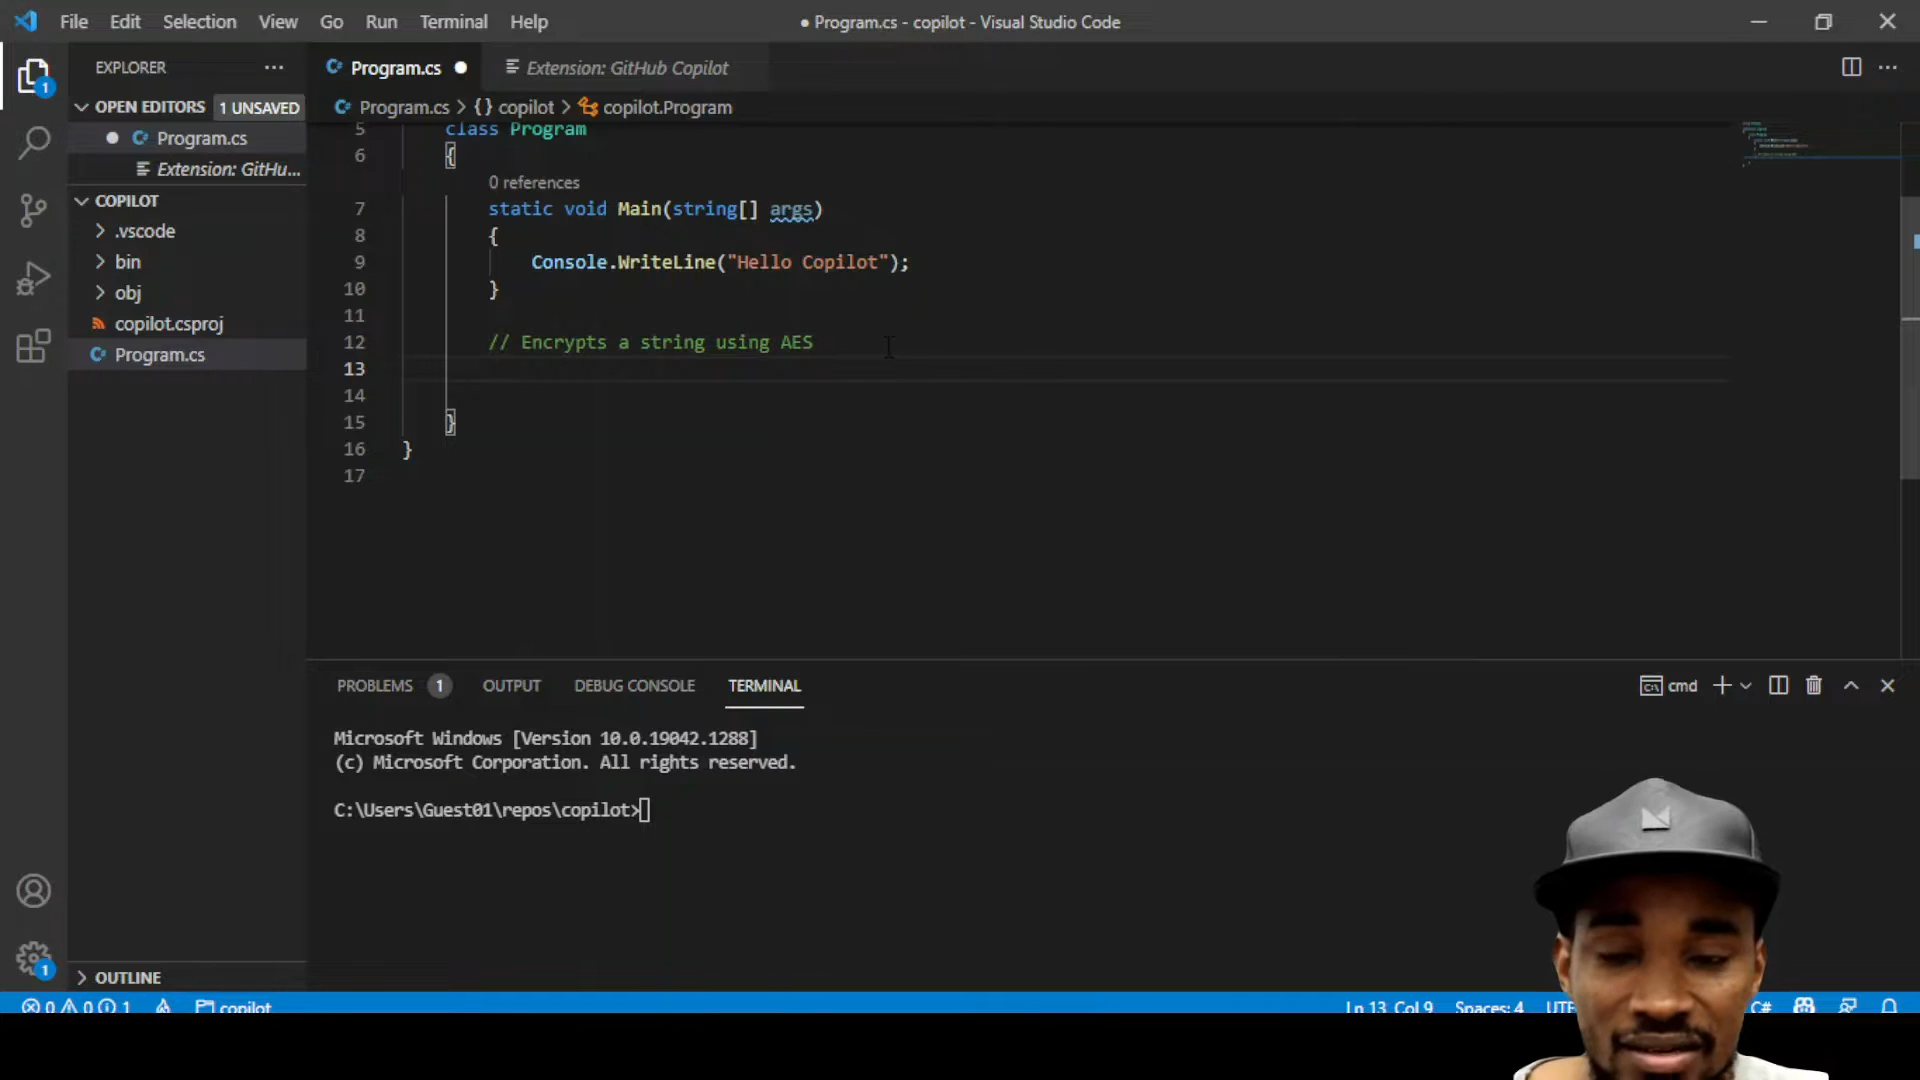 File Edit Selection View Go Run Terminal Help
● Program.cs - copilot - Visual Studio Code
EXPLORER
Program.cs
Extension: GitHub Copilot
OPEN EDITORS 1 UNSAVED
Program.cs
Extension: GitHu...
COPILOT
.vscode
bin
obj
copilot.csproj
Program.cs
OUTLINE
Program.cs > {} copilot > copilot.Program
5 class Program
6 {
0 references
7 static void Main(string[] args)
8 {
9 Console.WriteLine("Hello Copilot");
10 }
11
12 // Encrypts a string using AES
13
14
15 }
16 }
17
PROBLEMS 1 OUTPUT DEBUG CONSOLE TERMINAL
cmd
Microsoft Windows [Version 10.0.19042.1288]
(c) Microsoft Corporation. All rights reserved.
C:\Users\Guest01\repos\copilot>
1
1
0 0 1 copilot
Ln 13, Col 9 Spaces: 4 C#